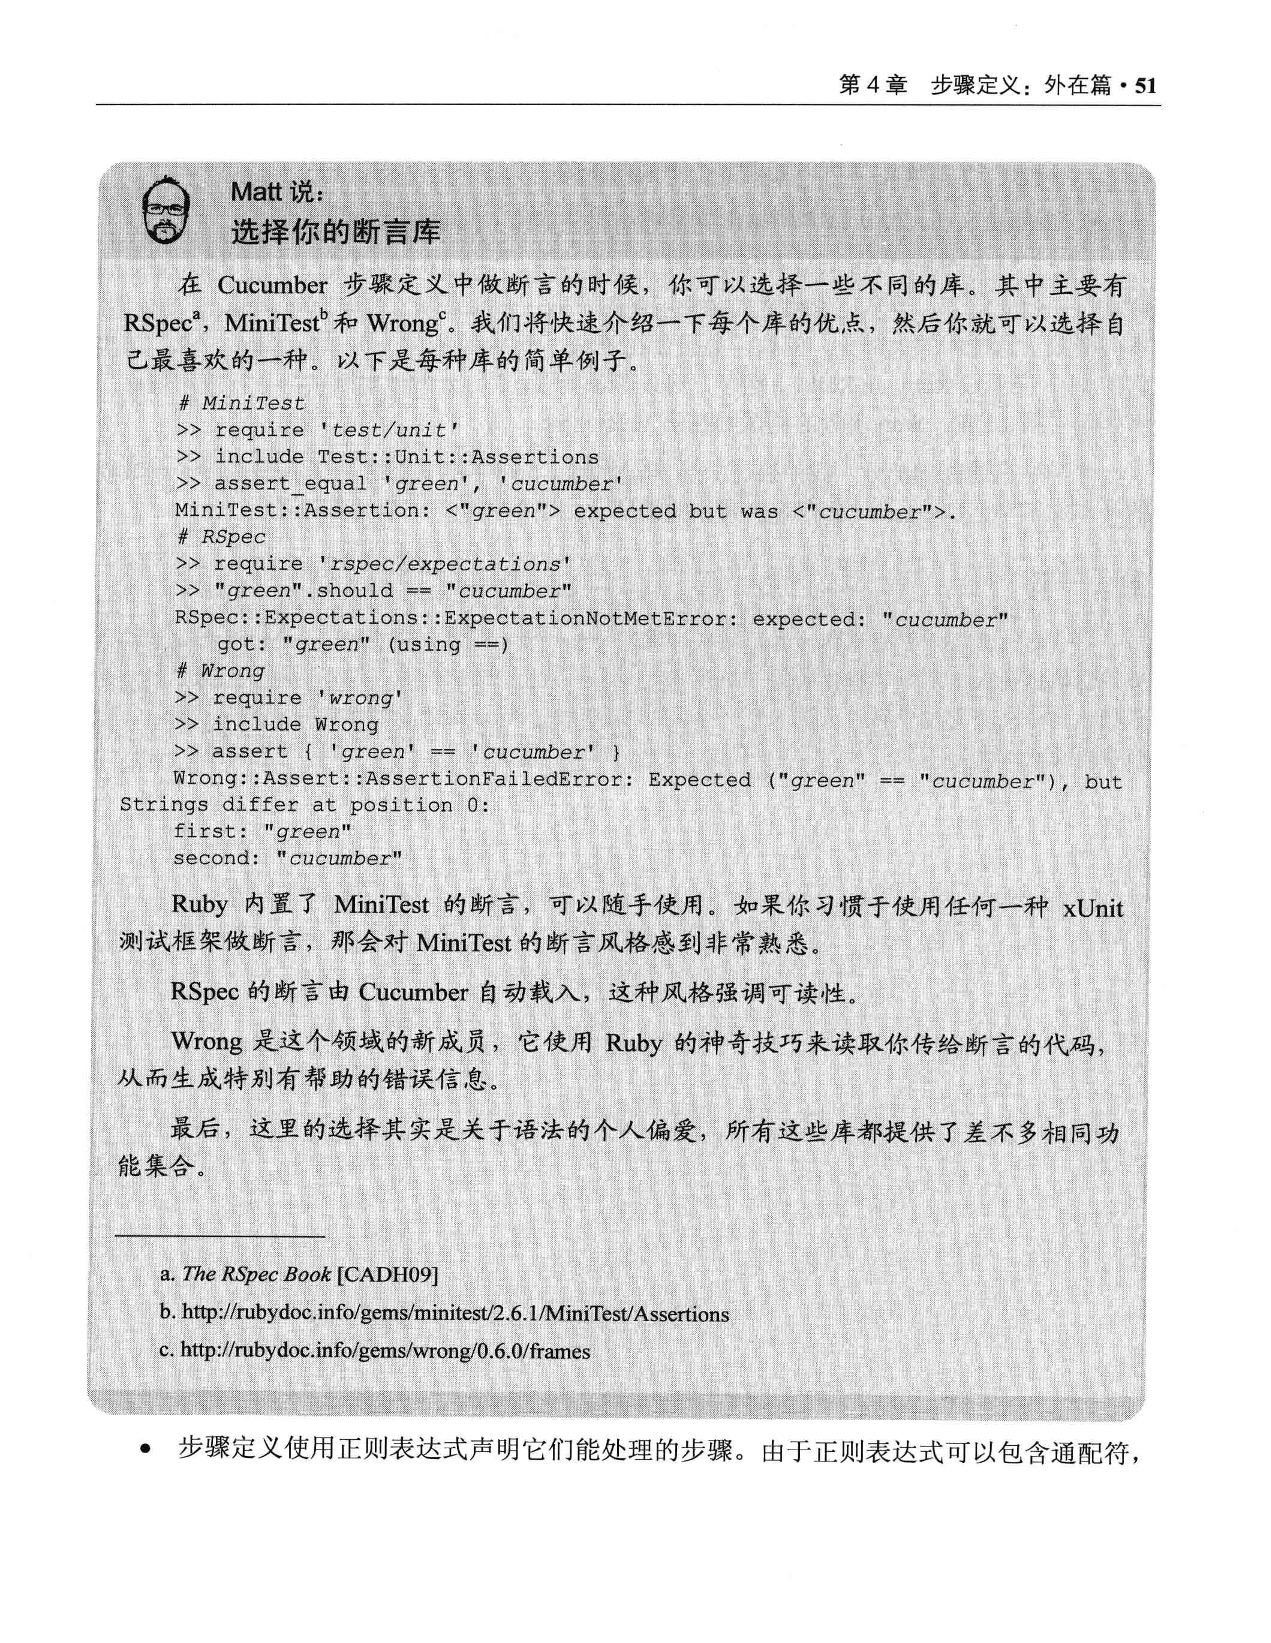 第 4 章　步骤定义：外在篇 · 51
Matt 说：
选择你的断言库
在 Cucumber 步骤定义中做断言的时候，你可以选择一些不同的库。其中主要有
RSpecª，MiniTestᵇ和 Wrongᶜ。我们将快速介绍一下每个库的优点，然后你就可以选择自
己最喜欢的一种。以下是每种库的简单例子。
# MiniTest
>> require 'test/unit'
>> include Test::Unit::Assertions
>> assert_equal 'green', 'cucumber'
MiniTest::Assertion: <"green"> expected but was <"cucumber">.
# RSpec
>> require 'rspec/expectations'
>> "green".should == "cucumber"
RSpec::Expectations::ExpectationNotMetError: expected: "cucumber"
got: "green" (using ==)
# Wrong
>> require 'wrong'
>> include Wrong
>> assert { 'green' == 'cucumber' }
Wrong::Assert::AssertionFailedError: Expected ("green" == "cucumber"), but
Strings differ at position 0:
first: "green"
second: "cucumber"
Ruby 内置了 MiniTest 的断言，可以随手使用。如果你习惯于使用任何一种 xUnit
测试框架做断言，那会对 MiniTest 的断言风格感到非常熟悉。
RSpec 的断言由 Cucumber 自动载入，这种风格强调可读性。
Wrong 是这个领域的新成员，它使用 Ruby 的神奇技巧来读取你传给断言的代码，
从而生成特别有帮助的错误信息。
最后，这里的选择其实是关于语法的个人偏爱，所有这些库都提供了差不多相同功
能集合。
a. The RSpec Book [CADH09]
b. http://rubydoc.info/gems/minitest/2.6.1/MiniTest/Assertions
c. http://rubydoc.info/gems/wrong/0.6.0/frames
● 步骤定义使用正则表达式声明它们能处理的步骤。由于正则表达式可以包含通配符，